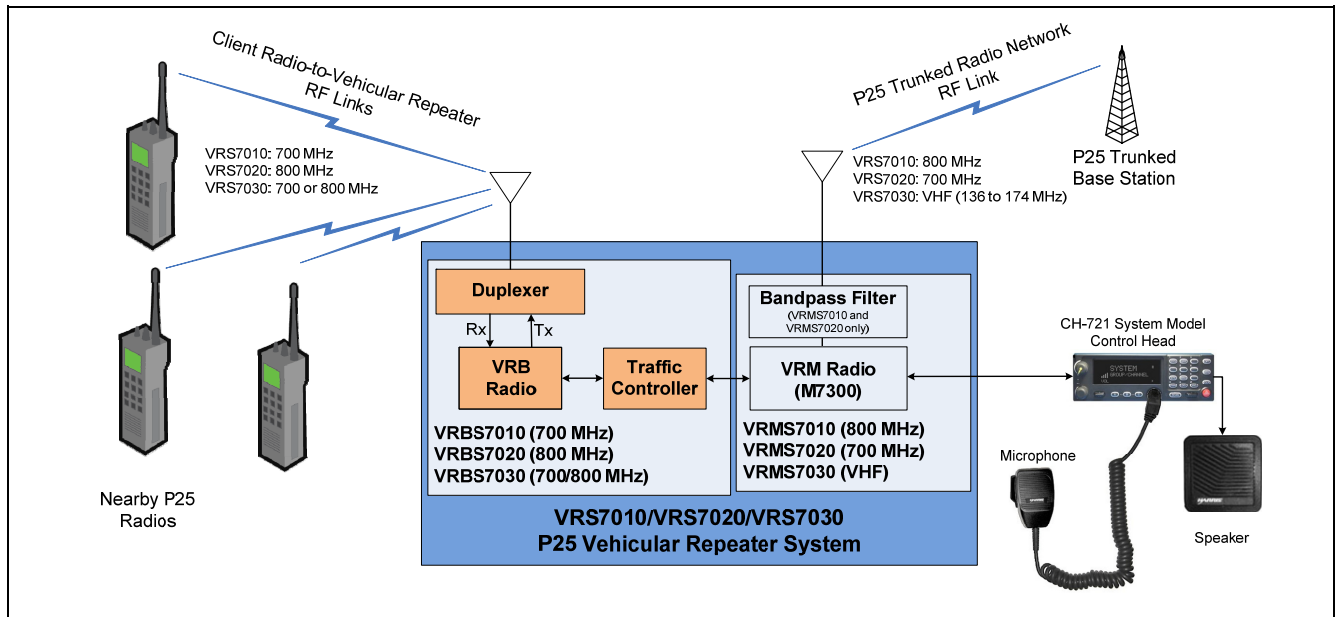 Client Radio-to-Vehicular Repeater
RF Links
VRS7010: 700 MHz
VRS7020: 800 MHz
VRS7030: 700 or 800 MHz
P25 Trunked Radio Network
RF Link
VRS7010: 800 MHz
VRS7020: 700 MHz
VRS7030: VHF (136 to 174 MHz)
P25 Trunked
Base Station
Duplexer
Rx
Tx
VRB
Radio
Traffic
Controller
VRBS7010 (700 MHz)
VRBS7020 (800 MHz)
VRBS7030 (700/800 MHz)
Bandpass Filter
(VRMS7010 and
VRMS7020 only)
VRM Radio
(M7300)
VRMS7010 (800 MHz)
VRMS7020 (700 MHz)
VRMS7030 (VHF)
VRS7010/VRS7020/VRS7030
P25 Vehicular Repeater System
Nearby P25
Radios
CH-721 System Model
Control Head
SYSTEM
GROUP-CHANNEL
VOL
Microphone
Speaker